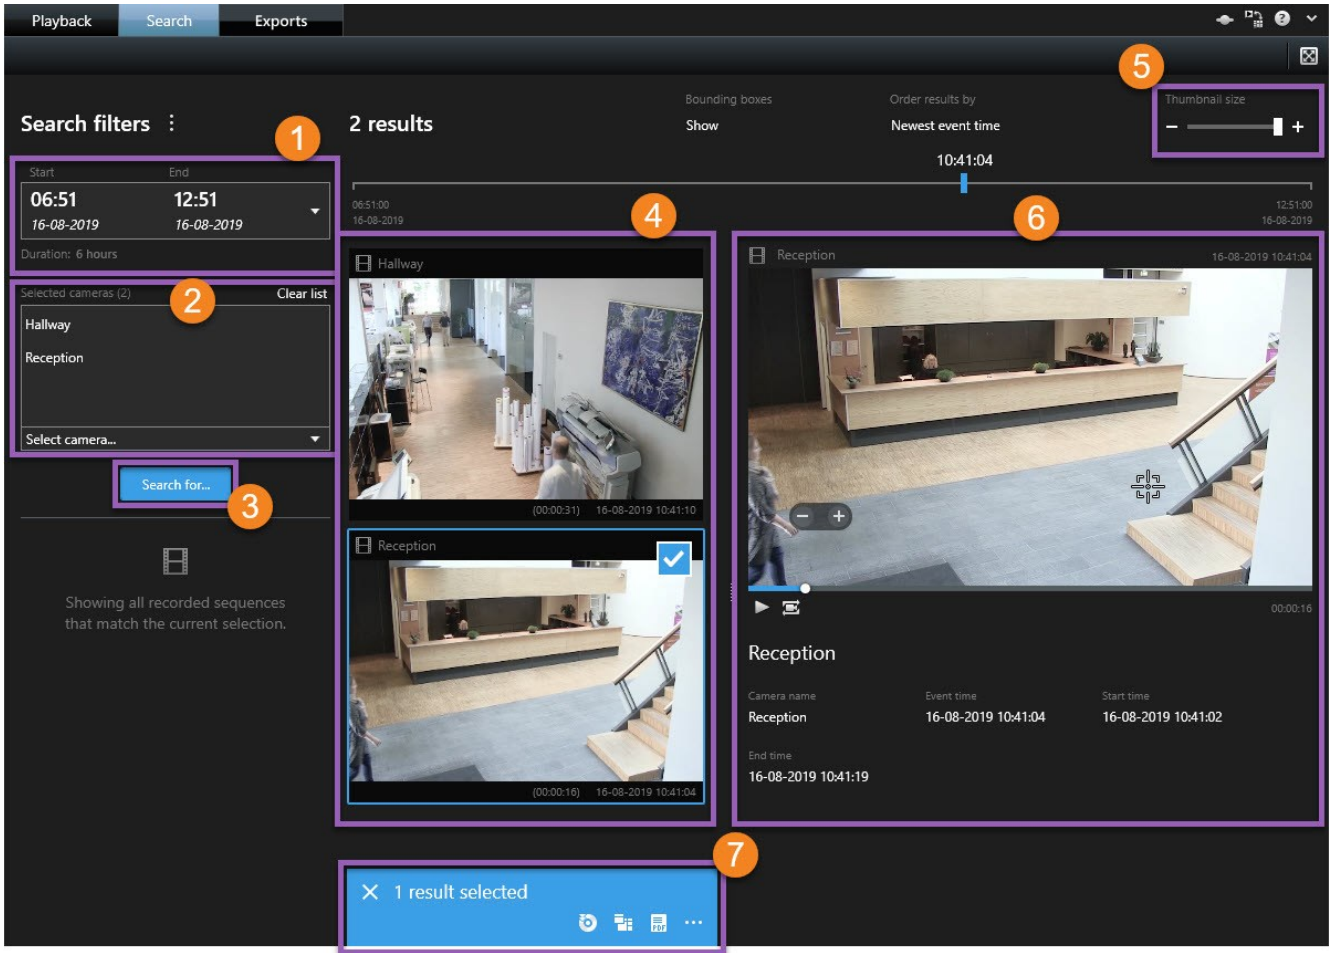 Playback
Search
Exports
5
Search filters
1
2 results
Bounding boxes
Show
Order results by
Newest event time
Thumbnail size
10:41:04
Start
End
06:51
12:51
16-08-2019
16-08-2019
Duration: 6 hours
06:51:00
16-08-2019
4
6
12:51:00
16-08-2019
Selected cameras (2)
2
Clear list
Hallway
Reception
Select camera...
Search for...
3
Showing all recorded sequences
that match the current selection.
Hallway
(00:00:31) 16-08-2019 10:41:10
Reception
(00:00:16) 16-08-2019 10:41:04
Reception
16-08-2019 10:41:04
00:00:16
Reception
Camera name
Reception
Event time
16-08-2019 10:41:04
Start time
16-08-2019 10:41:02
End time
16-08-2019 10:41:19
7
1 result selected
PDF